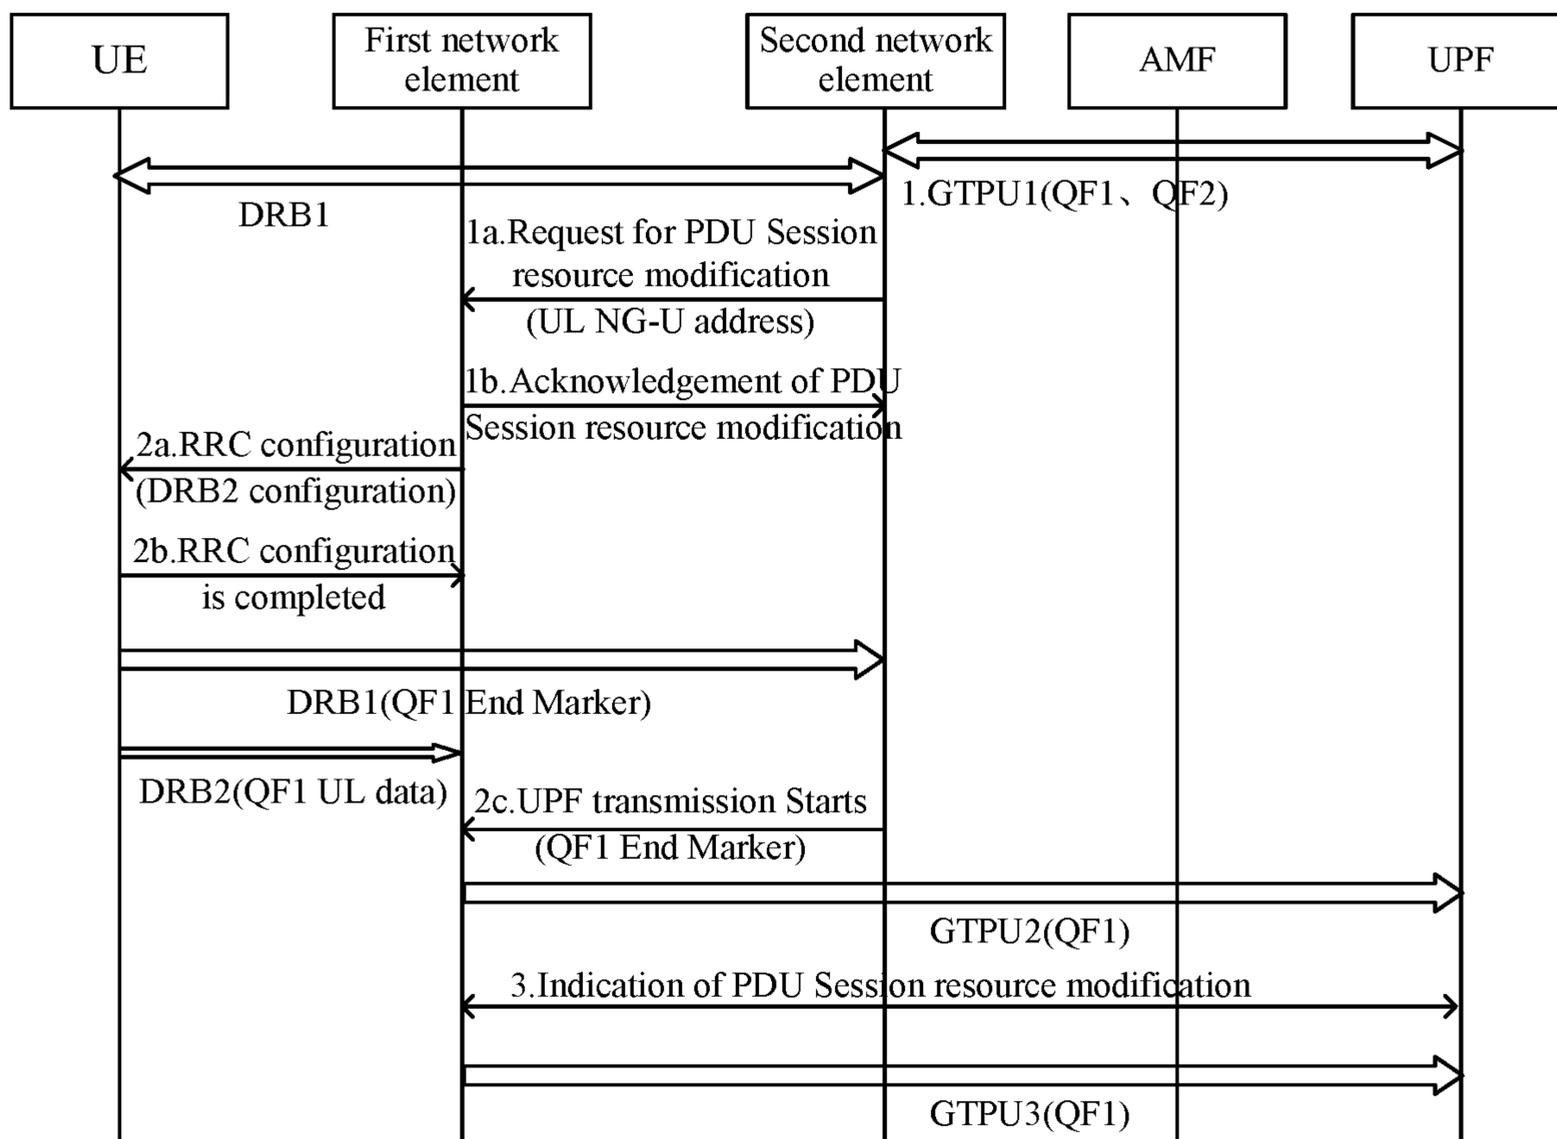 UE
First network
element
Second network
element
AMF
UPF
1.GTPU1(QF1、QF2)
DRB1
1a.Request for PDU Session
resource modification
(UL NG-U address)
1b.Acknowledgement of PDU
Session resource modification
2a.RRC configuration
(DRB2 configuration)
2b.RRC configuration
is completed
DRB1(QF1 End Marker)
DRB2(QF1 UL data)
2c.UPF transmission Starts
(QF1 End Marker)
GTPU2(QF1)
3.Indication of PDU Session resource modification
GTPU3(QF1)